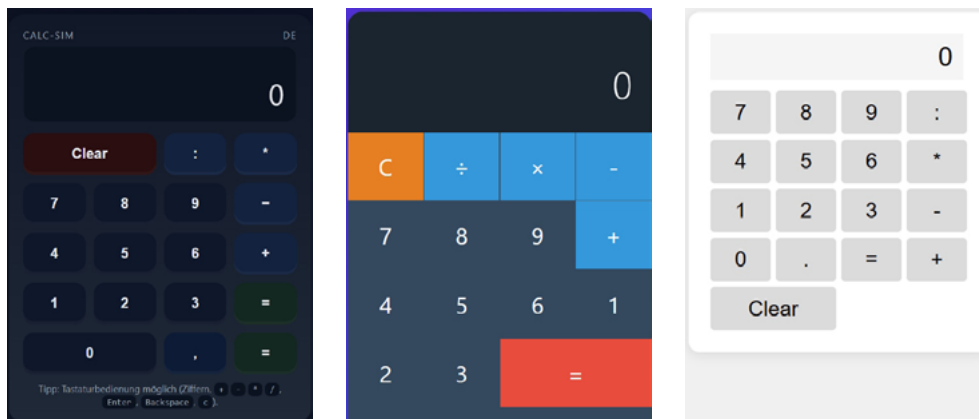 CALC-SIM DE
0
Clear : *
7 8 9 −
4 5 6 +
1 2 3 =
0 , =
Tipp: Tastaturbedienung möglich (Ziffern, + - * / ,
Enter , Backspace , c ).
0
C ÷ × -
7 8 9 +
4 5 6 1
2 3 =
0
7 8 9 :
4 5 6 *
1 2 3 -
0 . = +
Clear